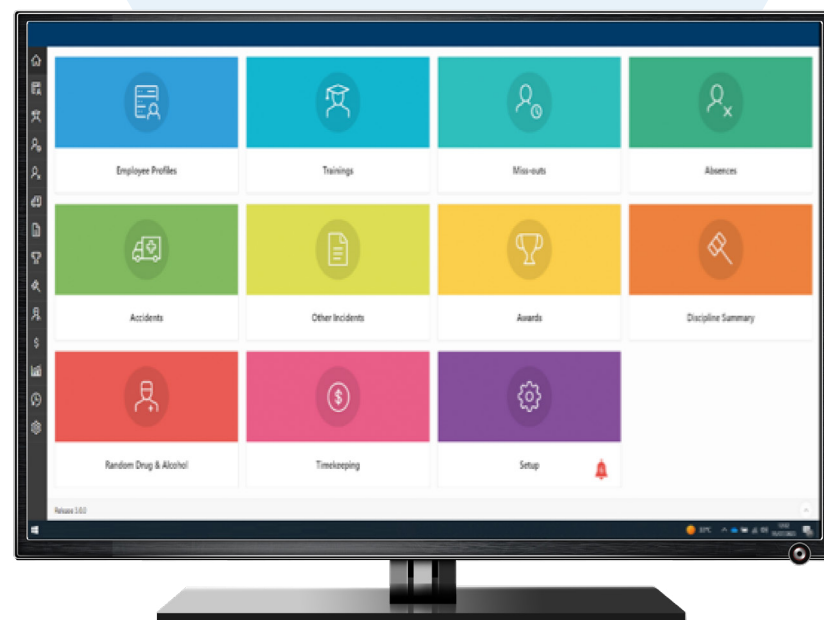 Employee Profiles
Trainings
Miss-outs
Absences
Accidents
Other Incidents
Awards
Discipline Summary
Random Drug & Alcohol
Timekeeping
Setup
$
$